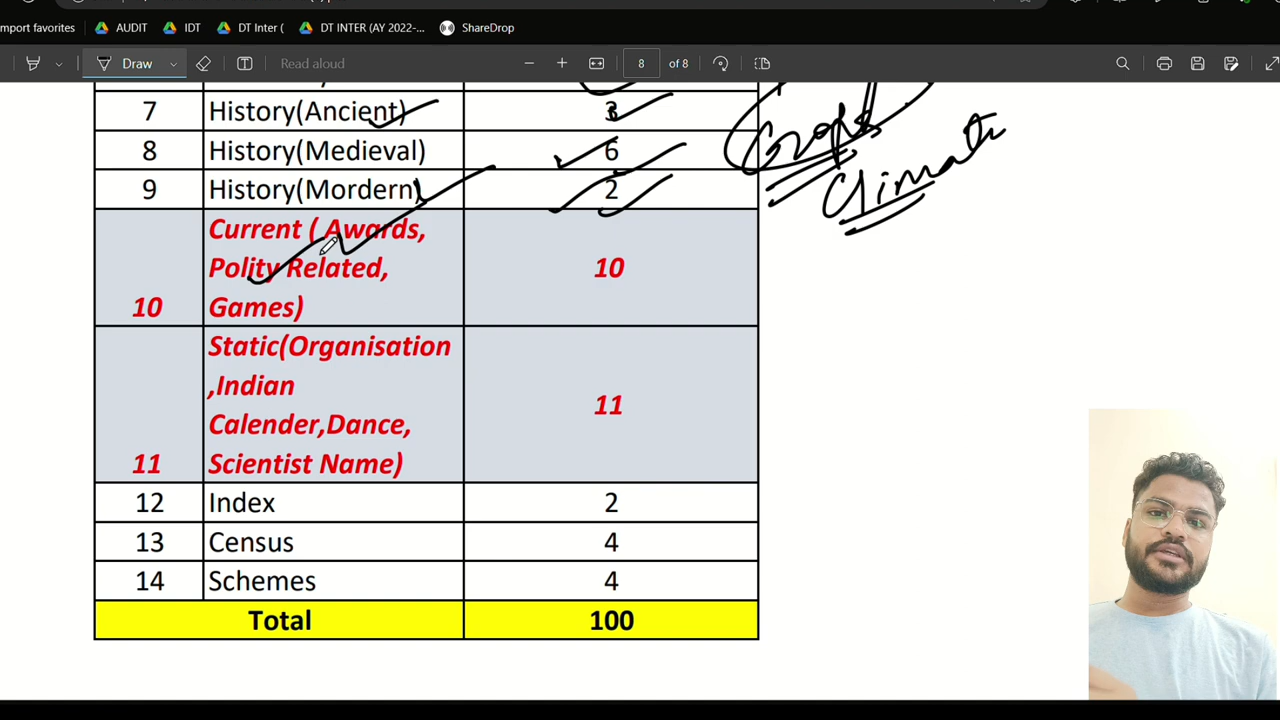 mport favorites AUDIT IDT DT Inter ( DT INTER (AY 2022-... ShareDrop
Draw Read aloud 8 of 8
7 History(Ancient) 3
8 History(Medieval) 6
9 History(Mordern) 2
10 Current ( Awards, 10
Polity Related,
Games)
11 Static(Organisation 11
,Indian
Calender,Dance,
Scientist Name)
12 Index 2
13 Census 4
14 Schemes 4
Total 100
Climate